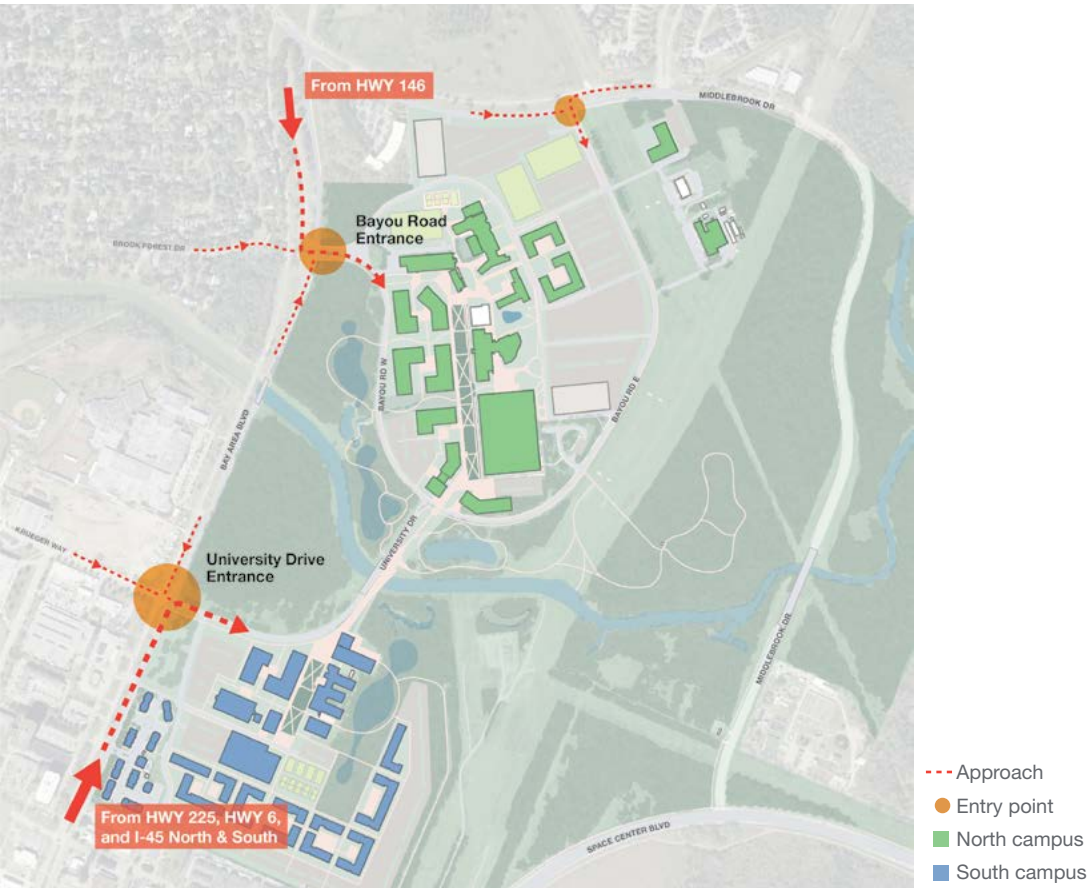 From HWY 146
MIDDLEBROOK DR
Bayou Road
Entrance
BROOK FOREST DR
BAYOU RD W
BAYOU RD E
BAY AREA BLVD
KRUEGER WAY
UNIVERSITY DR
University Drive
Entrance
MIDDLEBROOK DR
From HWY 225, HWY 6,
and I-45 North & South
SPACE CENTER BLVD
Approach
Entry point
North campus
South campus